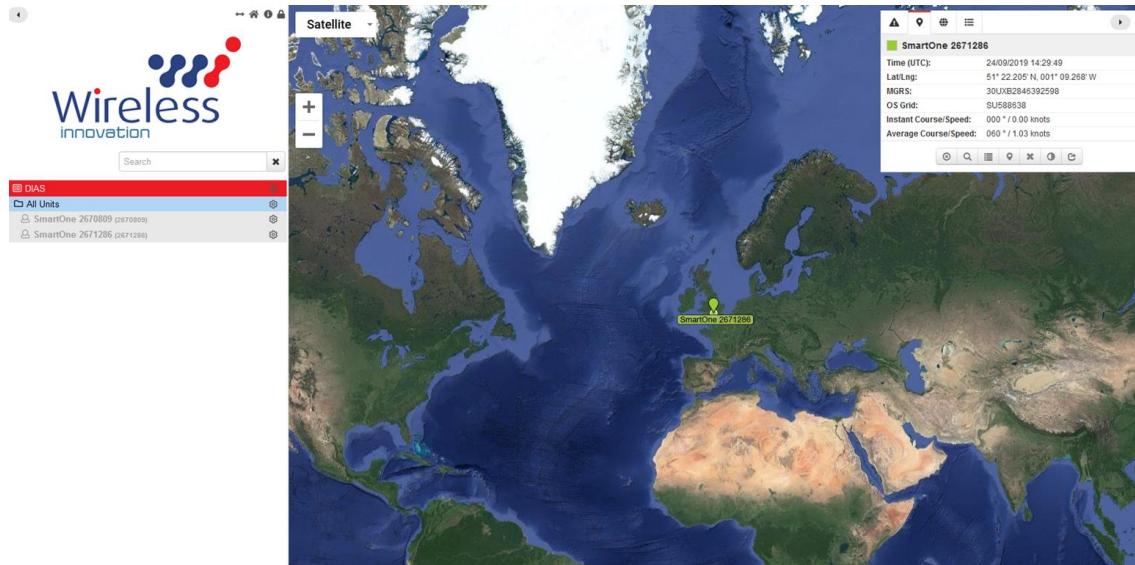 Wireless
innovation
Search
DIAS
All Units
SmartOne 2670809 (2670809)
SmartOne 2671286 (2671286)
Satellite
+
−
SmartOne 2671286
SmartOne 2671286
Time (UTC): 24/09/2019 14:29:49
Lat/Lng: 51° 22.205' N, 001° 09.268' W
MGRS: 30UXB2846392598
OS Grid: SU588638
Instant Course/Speed: 000 ° / 0.00 knots
Average Course/Speed: 060 ° / 1.03 knots